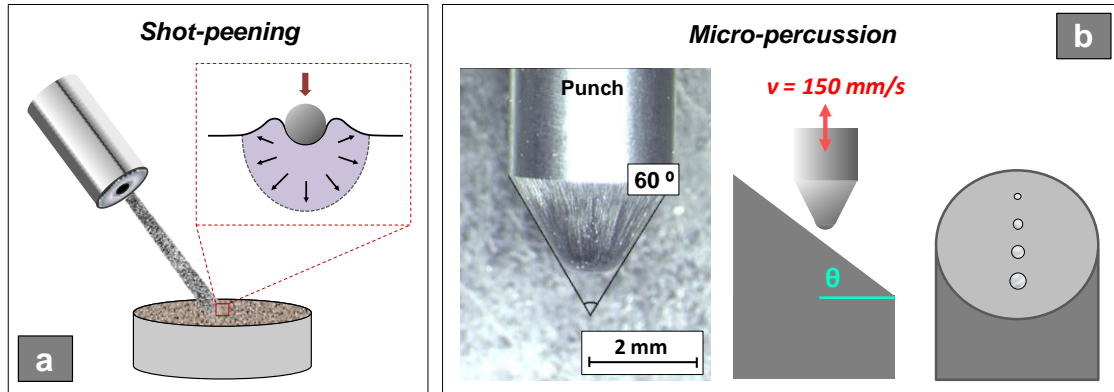 Shot-peening
a
Micro-percussion
b
Punch
60 º
2 mm
v = 150 mm/s
θ